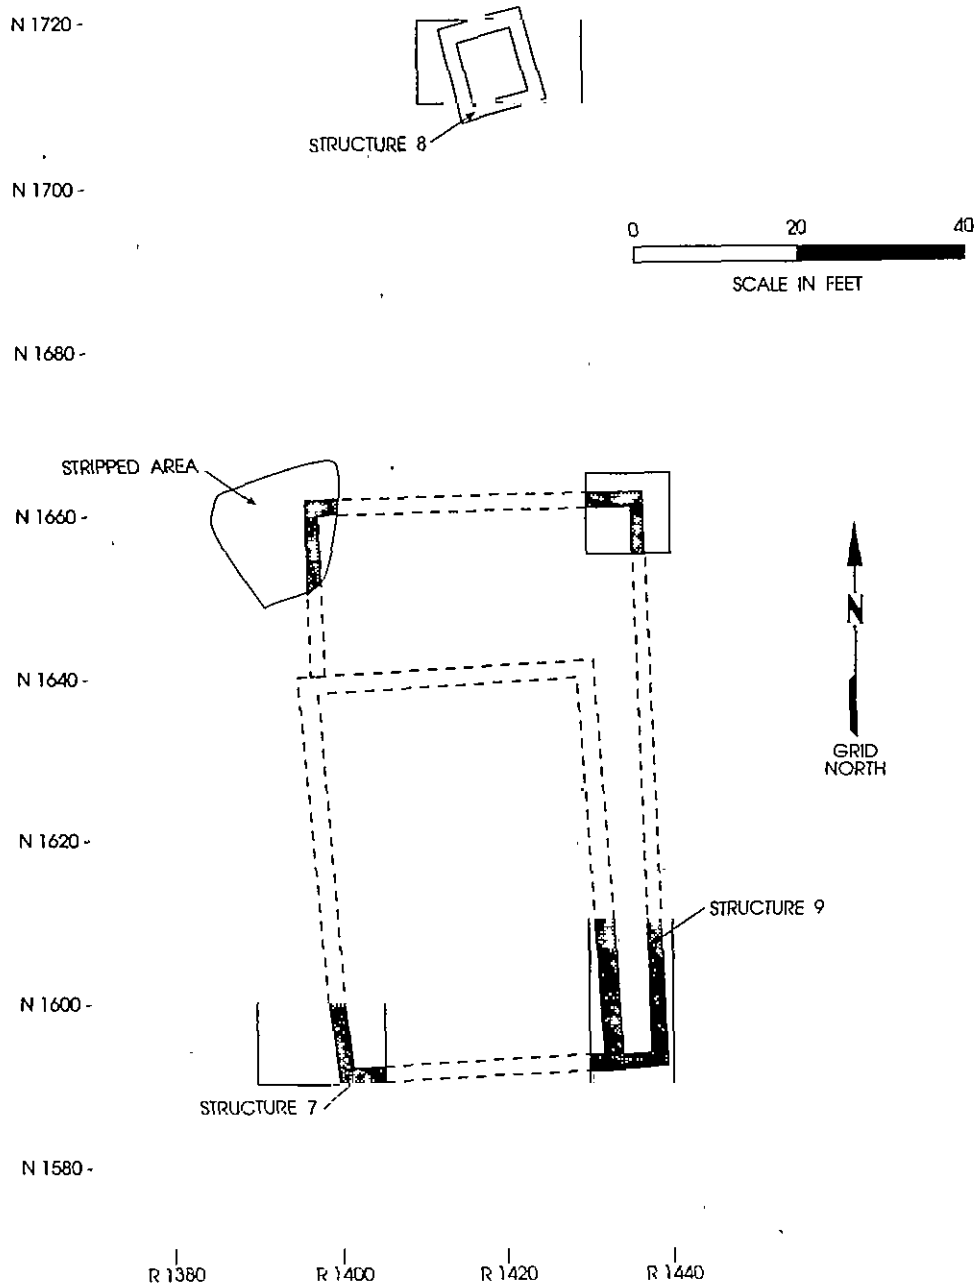 N 1720 -
STRUCTURE 8
N 1700 -
0 20 40
SCALE IN FEET
N 1680 -
STRIPPED AREA
N 1660 -
N
N 1640 -
GRID
NORTH
N 1620 -
STRUCTURE 9
N 1600 -
STRUCTURE 7
N 1580 -
R 1380 R 1400 R 1420 R 1440